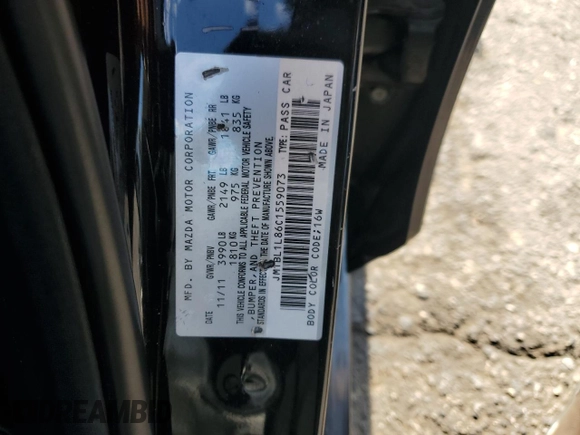 MFD. BY MAZDA MOTOR CORPORATION
DATE GVWR/PNBV GAWR/PNBE FRT GAWR/PNBE RR
11/11 3990LB 2149 LB LB
1810KG 975 KG 835 KG
THIS VEHICLE CONFORMS TO ALL APPLICABLE FEDERAL MOTOR VEHICLE SAFETY
,BUMPER,AND THEFT PREVENTION
STANDARDS IN EFFECT ON THE DATE OF MANUFACTURE SHOWN ABOVE.
JM1BL1L86C1559073 TYPE: PASS CAR
BODY COLOR CODE:16W MADE IN JAPAN